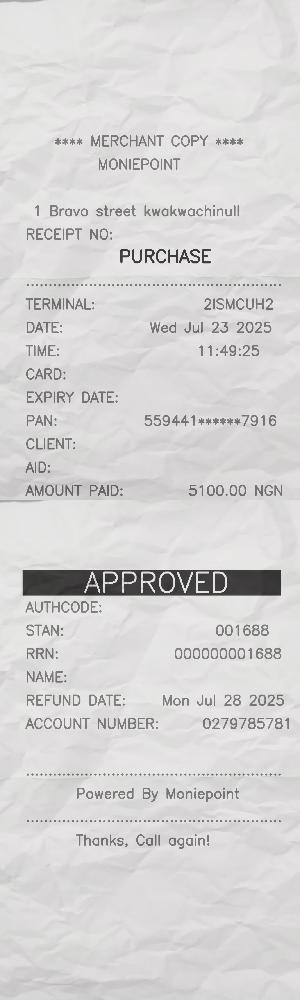 **** MERCHANT COPY ****
MONIEPOINT
1 Bravo street kwakwachinull
RECEIPT NO:
PURCHASE
TERMINAL: 2ISMCUH2
DATE: Wed Jul 23 2025
TIME: 11:49:25
CARD:
EXPIRY DATE:
PAN: 559441******7916
CLIENT:
AID:
AMOUNT PAID: 5100.00 NGN
APPROVED
AUTHCODE:
STAN: 001688
RRN: 000000001688
NAME:
REFUND DATE: Mon Jul 28 2025
ACCOUNT NUMBER: 0279785781
Powered By Moniepoint
Thanks, Call again!